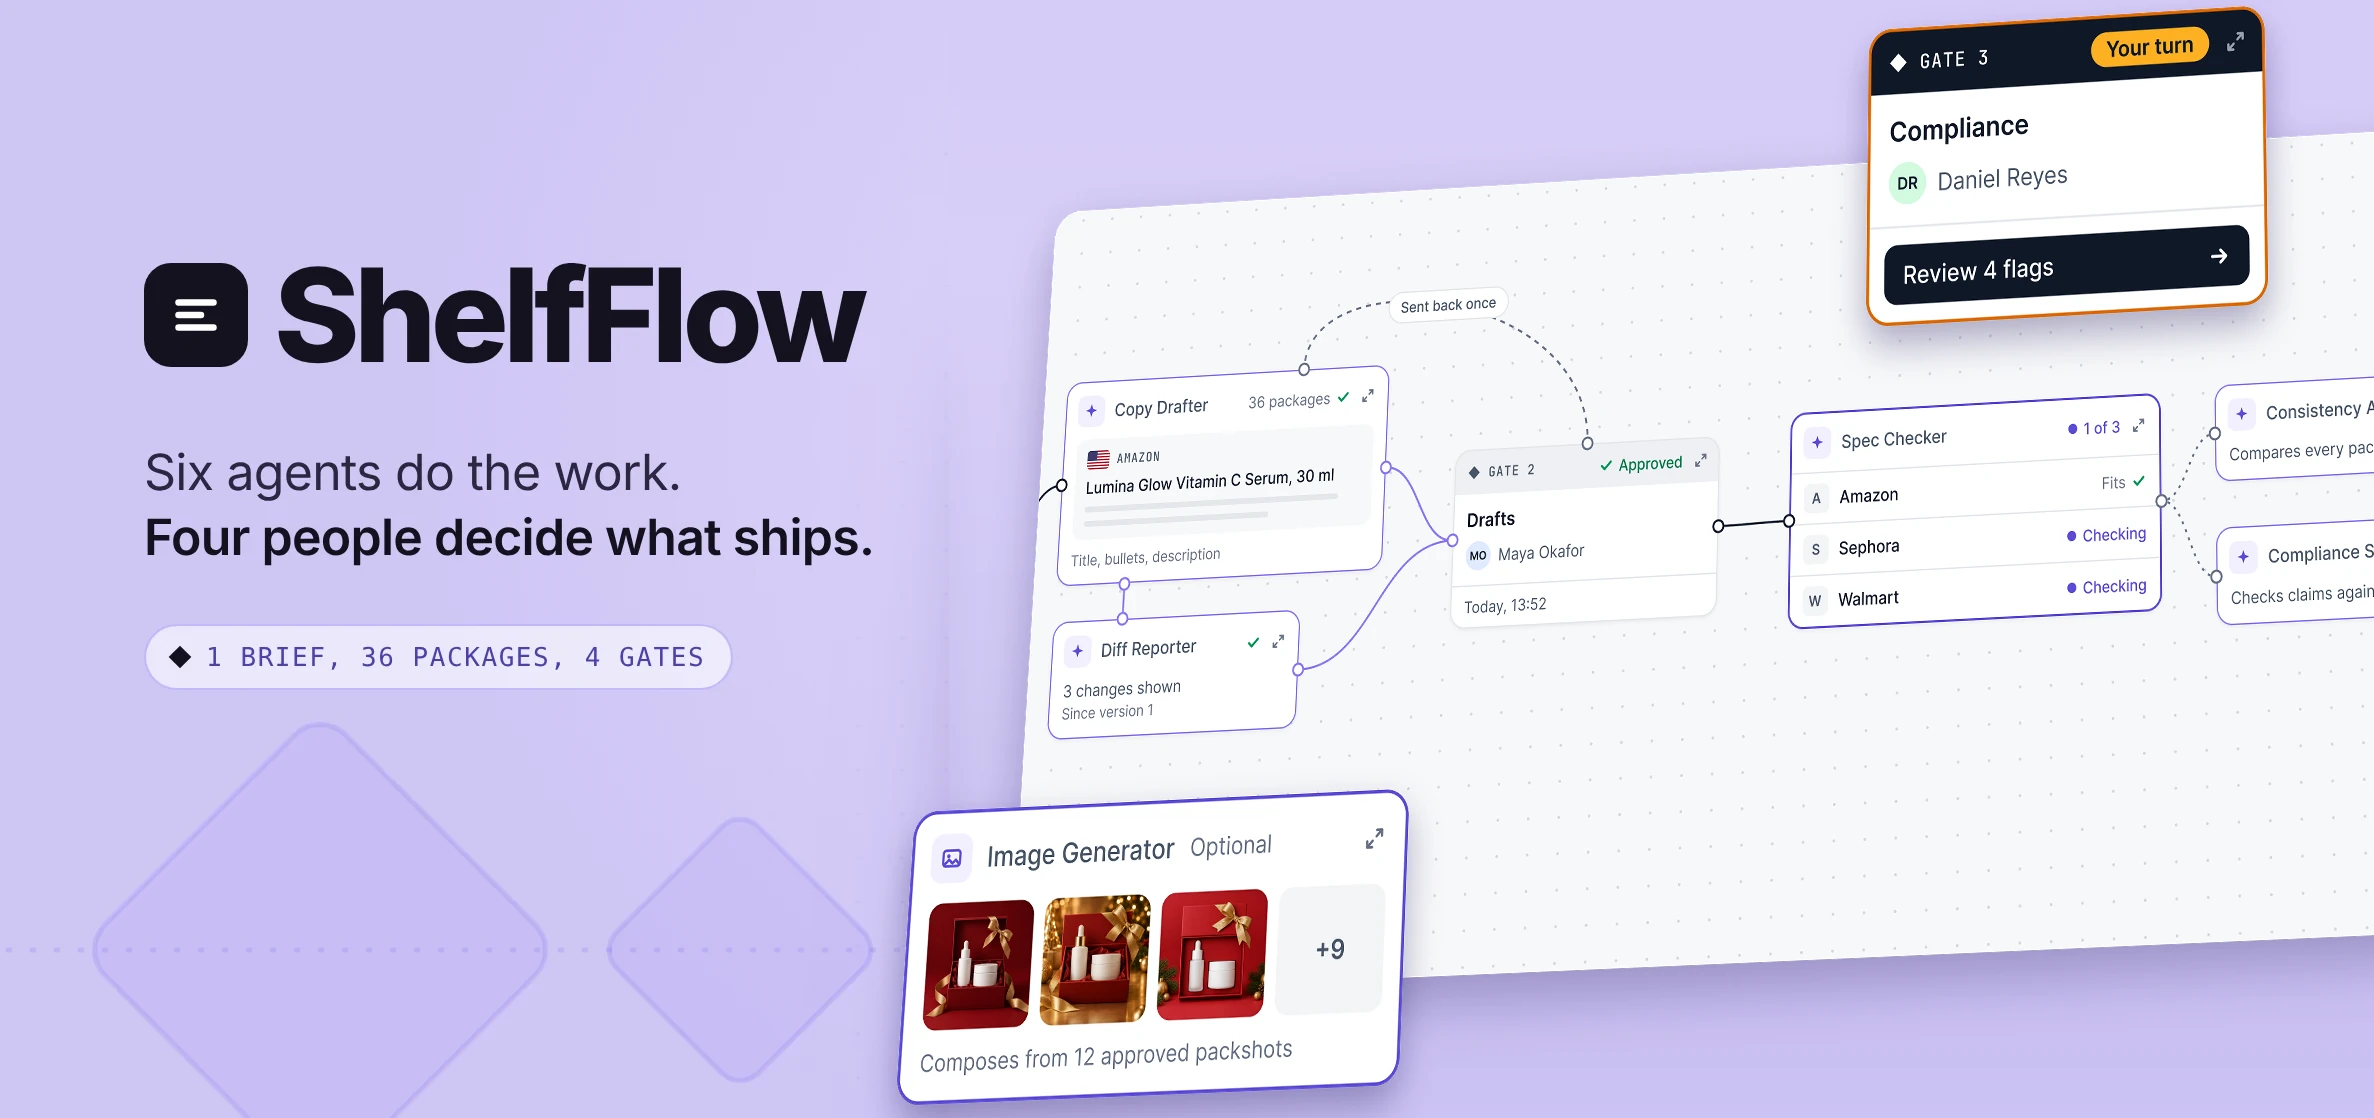 ShelfFlow
Six agents do the work.
Four people decide what ships.
1 BRIEF, 36 PACKAGES, 4 GATES
GATE 3
Your turn
Compliance
DR
Daniel Reyes
Review 4 flags
Sent back once
Copy Drafter
36 packages
AMAZON
Lumina Glow Vitamin C Serum, 30 ml
Title, bullets, description
Diff Reporter
3 changes shown
Since version 1
GATE 2
Approved
Drafts
MO
Maya Okafor
Today, 13:52
Spec Checker
1 of 3
A
Amazon
Fits
S
Sephora
Checking
W
Walmart
Checking
Consistency A
Compares every pac
Compliance S
Checks claims again
Image Generator
Optional
+9
Composes from 12 approved packshots